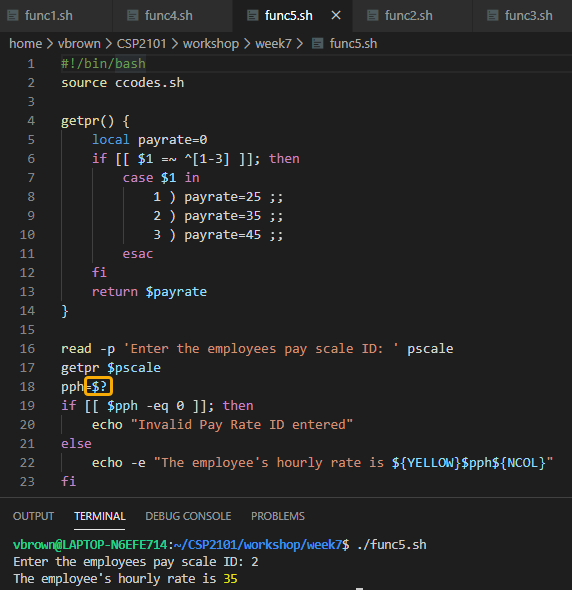 func1.sh func4.sh func5.sh × func2.sh func3.sh
home > vbrown > CSP2101 > workshop > week7 > func5.sh
1 #!/bin/bash
2 source ccodes.sh
3
4 getpr() {
5 local payrate=0
6 if [[ $1 =~ ^[1-3] ]]; then
7 case $1 in
8 1 ) payrate=25 ;;
9 2 ) payrate=35 ;;
10 3 ) payrate=45 ;;
11 esac
12 fi
13 return $payrate
14 }
15
16 read -p 'Enter the employees pay scale ID: ' pscale
17 getpr $pscale
18 pph=$?
19 if [[ $pph -eq 0 ]]; then
20 echo "Invalid Pay Rate ID entered"
21 else
22 echo -e "The employee's hourly rate is ${YELLOW}$pph${NCOL}"
23 fi
OUTPUT TERMINAL DEBUG CONSOLE PROBLEMS
vbrown@LAPTOP-N6EFE714:~/CSP2101/workshop/week7$ ./func5.sh
Enter the employees pay scale ID: 2
The employee's hourly rate is 35